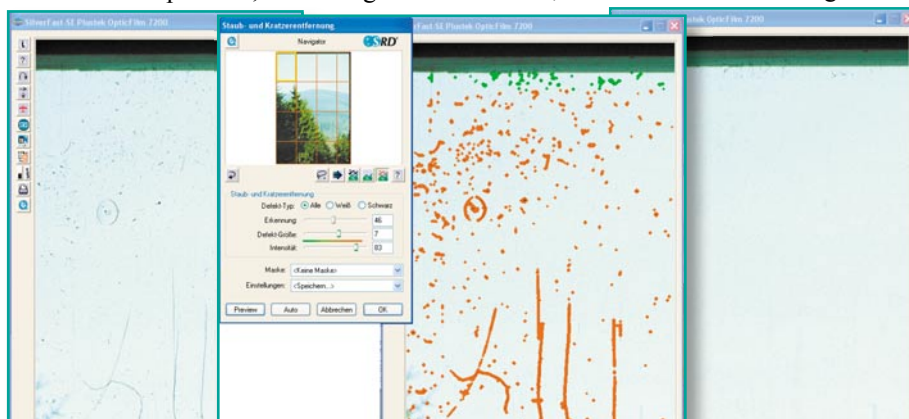 SilverFast-SE Plustek OpticFilm 7200
Staub- und Kratzerentfernung
Navigator
SRD
Staub- und Kratzerentfernung
Defekt-Typ: Alle Weiß Schwarz
Erkennung: 46
Defekt-Größe: 7
Intensität: 83
Maske: <Keine Maske>
Einstellungen: <Speichern...>
Preview Auto Abbrechen OK
SE Plustek OpticFilm 7200
Plustek OpticFilm 7200